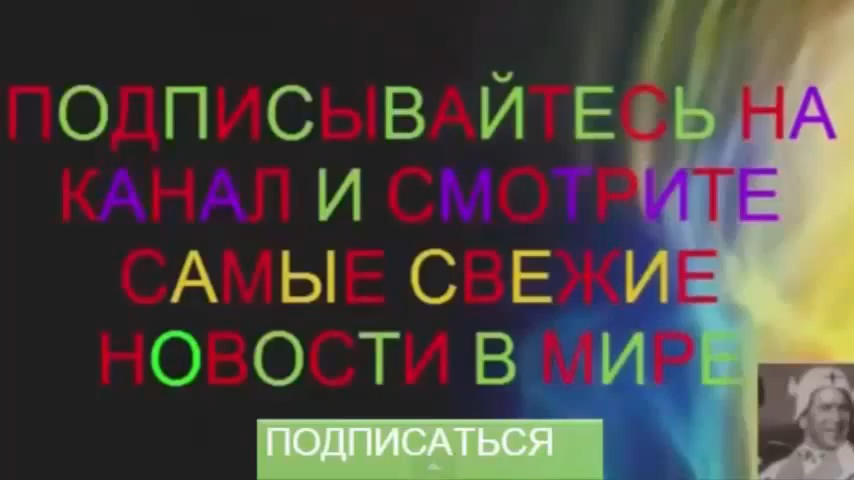 ПОДПИСЫВАЙТЕСЬ НА
КАНАЛ И СМОТРИТЕ
САМЫЕ СВЕЖИЕ
НОВОСТИ В МИРЕ
ПОДПИСАТЬСЯ